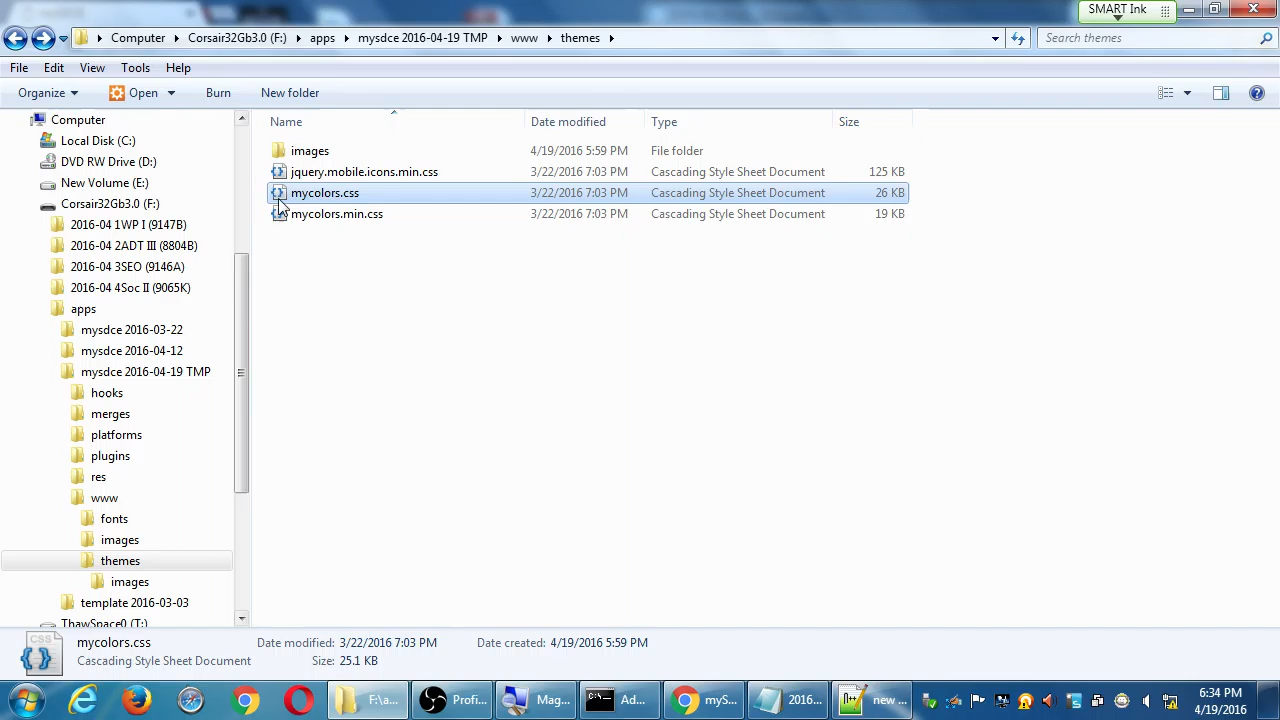 SMART Ink
Computer Corsair32Gb3.0 (F:) apps mysdce 2016-04-19 TMP www themes
Search themes
File Edit View Tools Help
Organize Open Burn New folder
Name Date modified Type Size
Computer
Local Disk (C:)
DVD RW Drive (D:)
New Volume (E:)
Corsair32Gb3.0 (F:)
2016-04 1WP I (9147B)
2016-04 2ADT III (8804B)
2016-04 3SEO (9146A)
2016-04 4Soc II (9065K)
apps
mysdce 2016-03-22
mysdce 2016-04-12
mysdce 2016-04-19 TMP
hooks
merges
platforms
plugins
res
www
fonts
images
themes
images
template 2016-03-03
ThawSpace0 (T:)
images 4/19/2016 5:59 PM File folder
jquery.mobile.icons.min.css 3/22/2016 7:03 PM Cascading Style Sheet Document 125 KB
mycolors.css 3/22/2016 7:03 PM Cascading Style Sheet Document 26 KB
mycolors.min.css 3/22/2016 7:03 PM Cascading Style Sheet Document 19 KB
CSS
mycolors.css Date modified: 3/22/2016 7:03 PM Date created: 4/19/2016 5:59 PM
Cascading Style Sheet Document Size: 25.1 KB
F:\a... Profi... Mag... Ad... myS... 2016... new ... 6:34 PM
4/19/2016